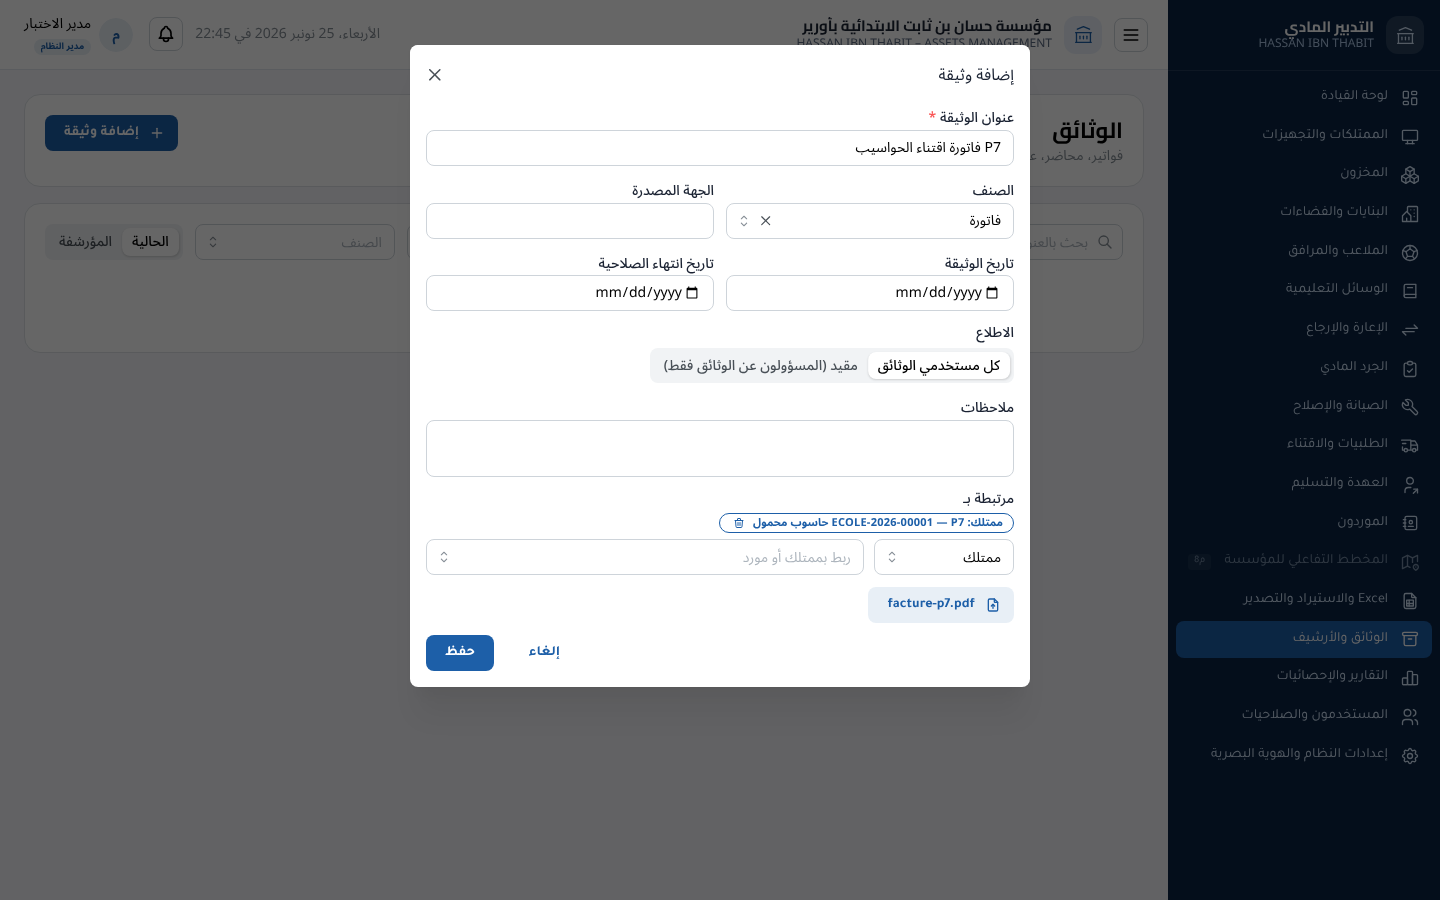 التدبير المادي
HASSAN IBN THABIT
مؤسسة حسان بن ثابت الابتدائية بأورير
HASSAN IBN THABIT – ASSETS MANAGEMENT
الأربعاء، 25 نونبر 2026 في 22:45
م
مدير الاختبار
مدير النظام
لوحة القيادة
الممتلكات والتجهيزات
المخزون
البنايات والفضاءات
الملاعب والمرافق
الوسائل التعليمية
الإعارة والإرجاع
الجرد المادي
الصيانة والإصلاح
الطلبيات والاقتناء
العهدة والتسليم
الموردون
المخطط التفاعلي للمؤسسة
Excel والاستيراد والتصدير
الوثائق والأرشيف
التقارير والإحصائيات
المستخدمون والصلاحيات
إعدادات النظام والهوية البصرية
الوثائق
فواتير، محاضر،
إضافة وثيقة
بحث
الصنف
الحالية
المؤرشفة
إضافة وثيقة
عنوان الوثيقة *
P7 فاتورة اقتناء الحواسيب
الصنف
الجهة المصدرة
فاتورة
تاريخ الوثيقة
تاريخ انتهاء الصلاحية
mm/dd/yyyy
mm/dd/yyyy
الاطلاع
كل مستخدمي الوثائق
مقيد (المسؤولون عن الوثائق فقط)
ملاحظات
مرتبطة بـ
ممتلك: ECOLE-2026-00001 — P7 حاسوب محمول
ممتلك
ربط بممتلك أو مورد
facture-p7.pdf
إلغاء
حفظ